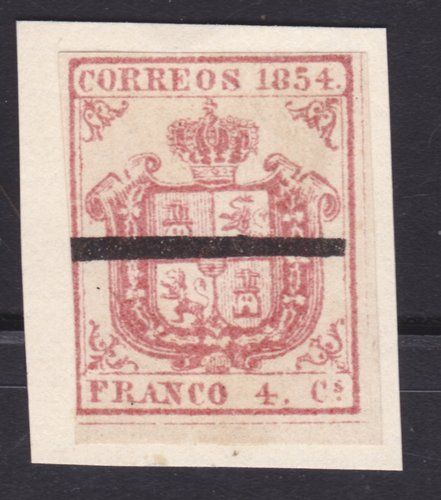 CORREOS 1854.
FRANCO 4. Cs